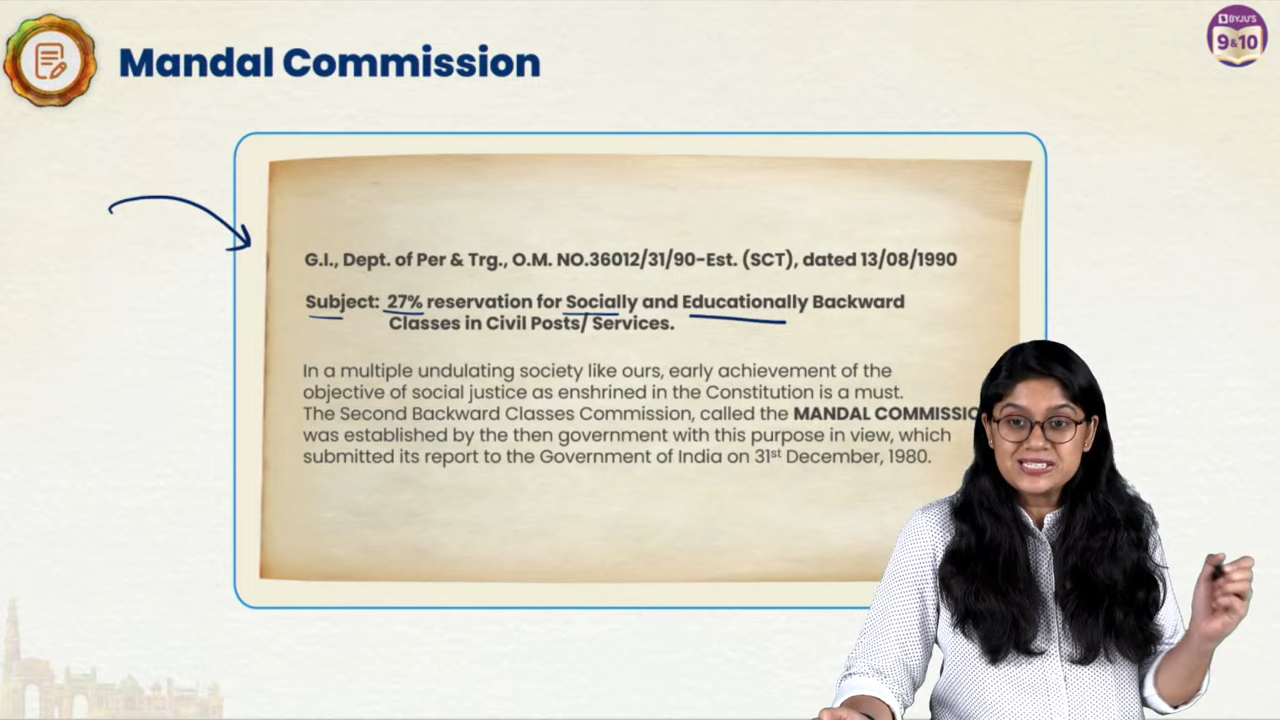 Mandal Commission
BYJU'S
9&10
G.I., Dept. of Per & Trg., O.M. NO.36012/31/90-Est. (SCT), dated 13/08/1990
Subject: 27% reservation for Socially and Educationally Backward
Classes in Civil Posts/ Services.
In a multiple undulating society like ours, early achievement of the
objective of social justice as enshrined in the Constitution is a must.
The Second Backward Classes Commission, called the MANDAL COMMISSIO
was established by the then government with this purpose in view, which
submitted its report to the Government of India on 31st December, 1980.